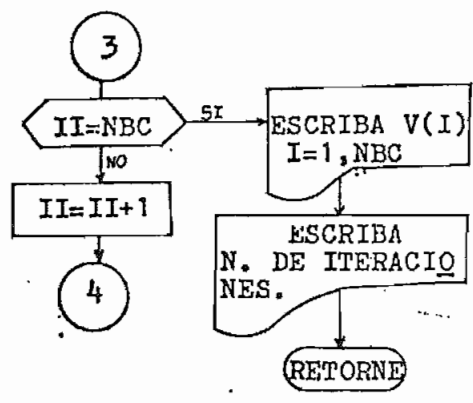 3
II=NBC
SI
ESCRIBA V(I)
I=1,NBC
NO
II=II+1
4
ESCRIBA
N. DE ITERACIO
NES.
RETORNE